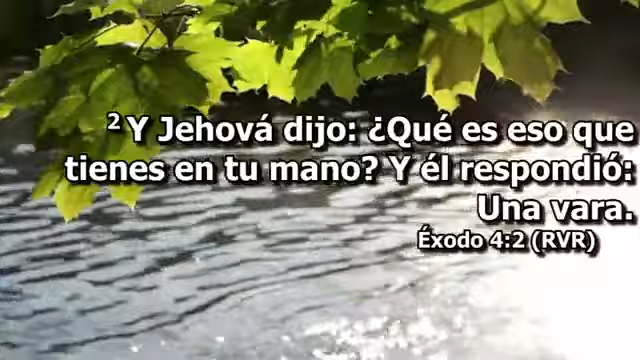 2 Y Jehová dijo: ¿Qué es eso que
tienes en tu mano? Y él respondió:
Una vara.
Éxodo 4:2 (RVR)